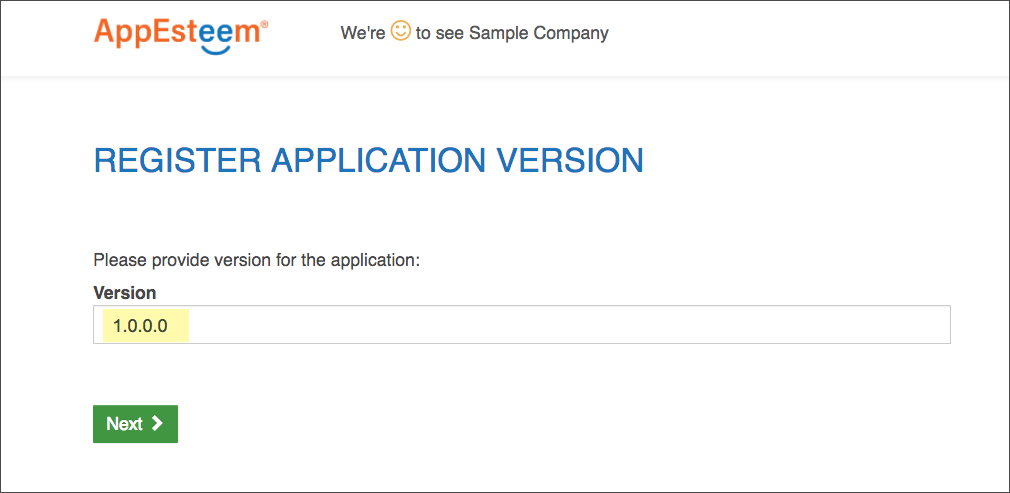 AppEsteem®
We're to see Sample Company
REGISTER APPLICATION VERSION
Please provide version for the application:
Version
1.0.0.0
Next